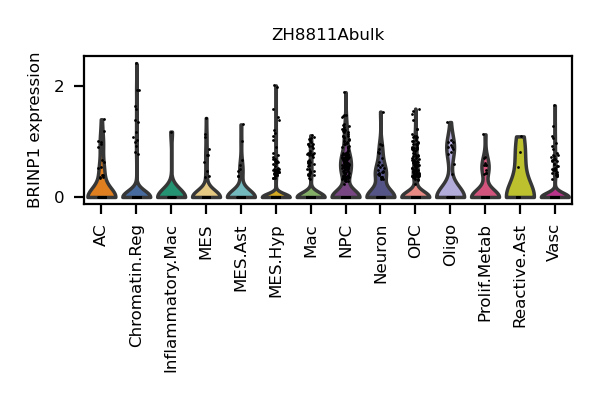 ZH8811Abulk
BRINP1 expression
2
0
AC
Chromatin.Reg
Inflammatory.Mac
MES
MES.Ast
MES.Hyp
Mac
NPC
Neuron
OPC
Oligo
Prolif.Metab
Reactive.Ast
Vasc